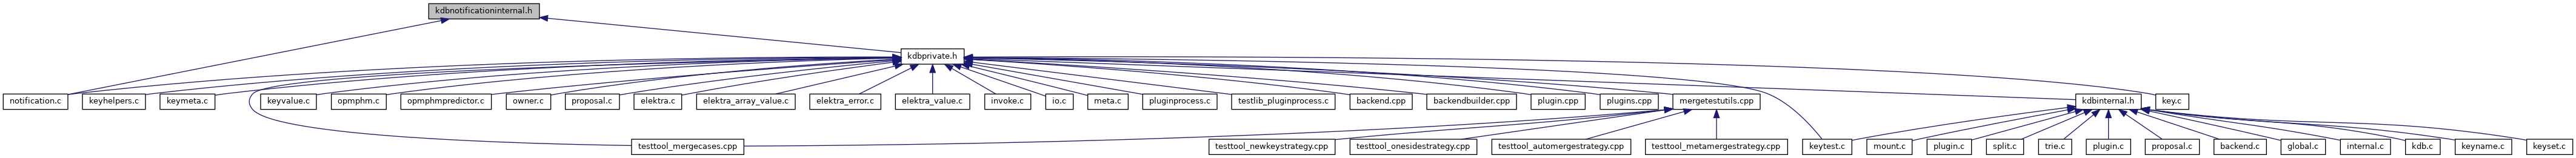 kdbnotificationinternal.h
kdbprivate.h
notification.c
keyhelpers.c
keymeta.c
keyvalue.c
opmphm.c
opmphmpredictor.c
owner.c
proposal.c
elektra.c
elektra_array_value.c
elektra_error.c
elektra_value.c
invoke.c
io.c
meta.c
pluginprocess.c
testlib_pluginprocess.c
backend.cpp
backendbuilder.cpp
plugin.cpp
plugins.cpp
mergetestutils.cpp
kdbinternal.h
key.c
testtool_mergecases.cpp
testtool_newkeystrategy.cpp
testtool_onesidestrategy.cpp
testtool_automergestrategy.cpp
testtool_metamergestrategy.cpp
keytest.c
mount.c
plugin.c
split.c
trie.c
plugin.c
proposal.c
backend.c
global.c
internal.c
kdb.c
keyname.c
keyset.c